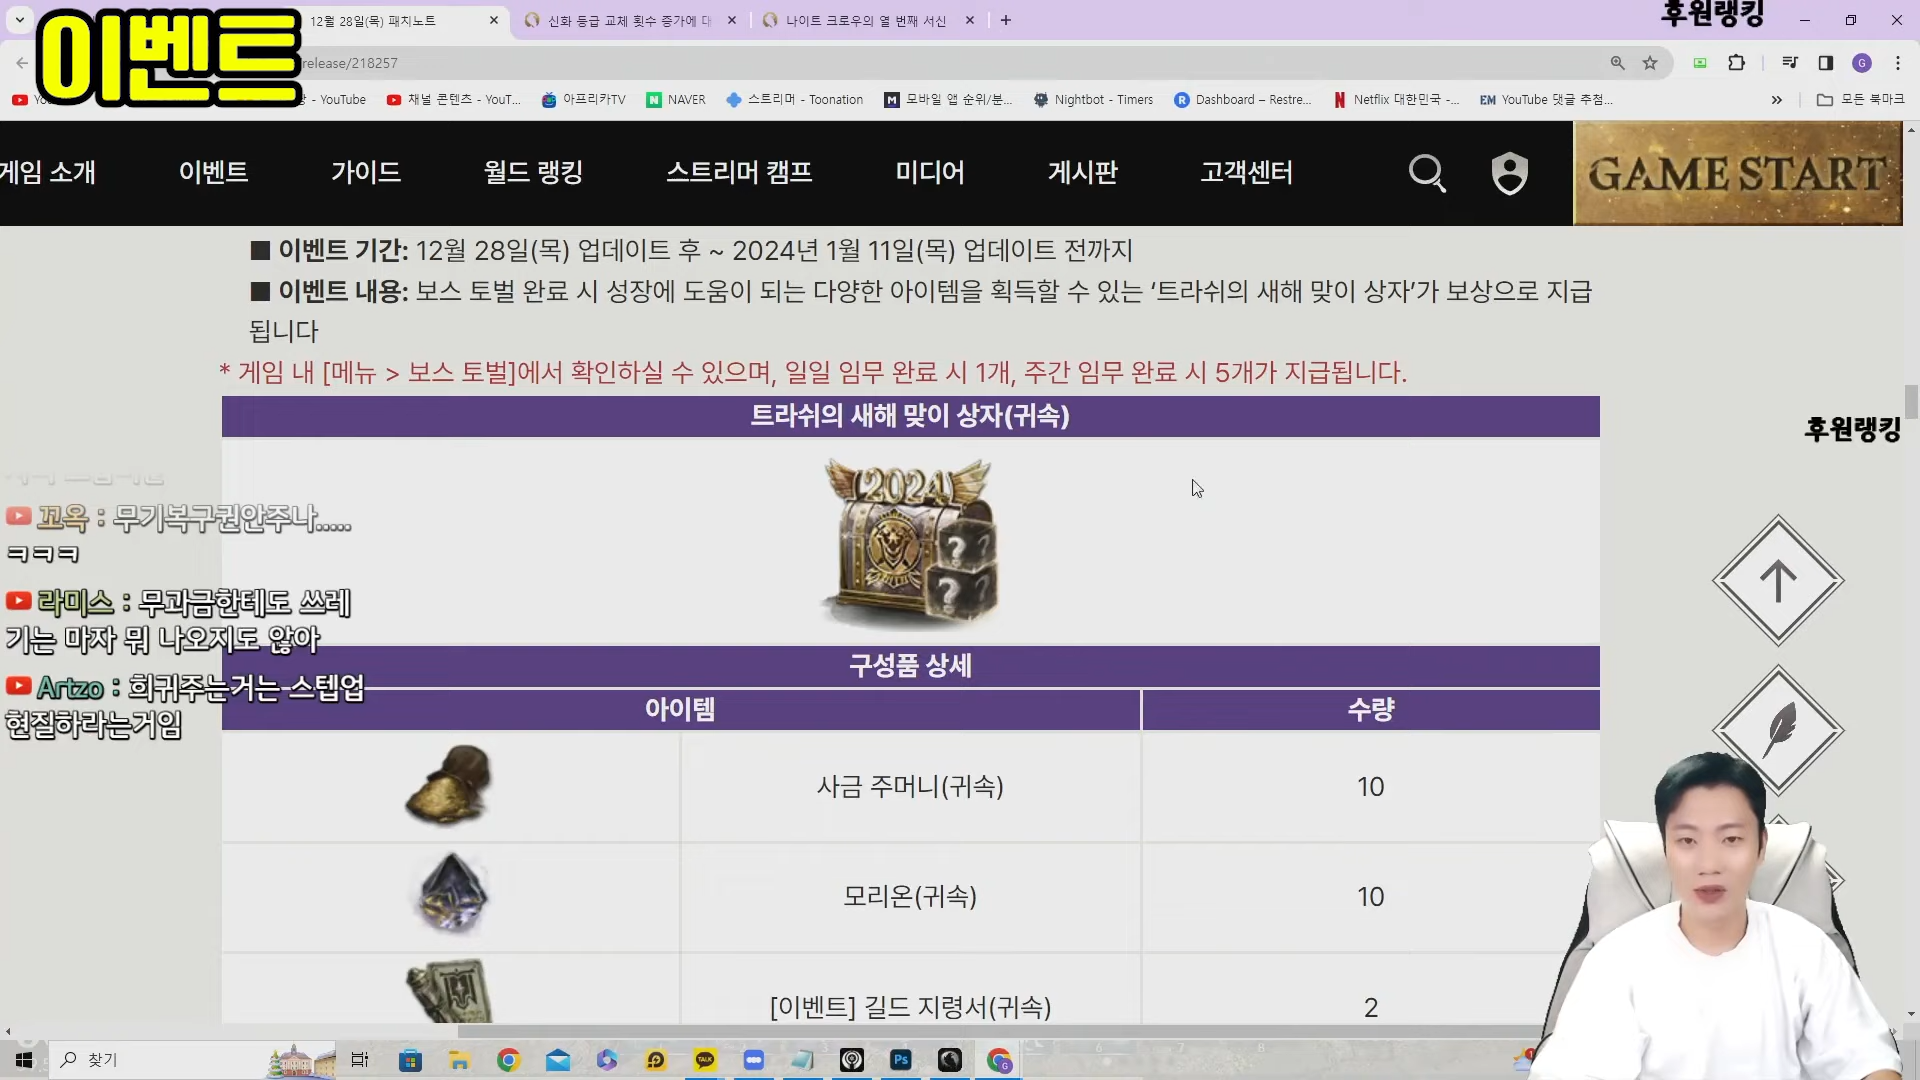 이벤트
12월 28일(목) 패치노트
신화 등급 교체 횟수 증가에 대
나이트 크로우의 열 번째 서신
후원랭킹
release/218257
- YouTube
채널 콘텐츠 - YouT...
아프리카TV
NAVER
스트리머 - Toonation
모바일 앱 순위/분...
Nightbot - Timers
Dashboard – Restre...
Netflix 대한민국 -...
YouTube 댓글 추첨...
모든 북마크
게임 소개
이벤트
가이드
월드 랭킹
스트리머 캠프
미디어
게시판
고객센터
GAME START
■ 이벤트 기간: 12월 28일(목) 업데이트 후 ~ 2024년 1월 11일(목) 업데이트 전까지
■ 이벤트 내용: 보스 토벌 완료 시 성장에 도움이 되는 다양한 아이템을 획득할 수 있는 ‘트라쉬의 새해 맞이 상자’가 보상으로 지급
됩니다
* 게임 내 [메뉴 > 보스 토벌]에서 확인하실 수 있으며, 일일 임무 완료 시 1개, 주간 임무 완료 시 5개가 지급됩니다.
트라쉬의 새해 맞이 상자(귀속)
후원랭킹
2024
꼬옥 : 무기복구권안주나.....
ㅋㅋㅋ
라미스 : 무과금한테도 쓰레
기는 마자 뭐 나오지도 않아
Artzo : 희귀주는거는 스텝업
현질하라는거임
구성품 상세
아이템
수량
사금 주머니(귀속)
10
모리온(귀속)
10
[이벤트] 길드 지령서(귀속)
2
찾기
TALK
Ps